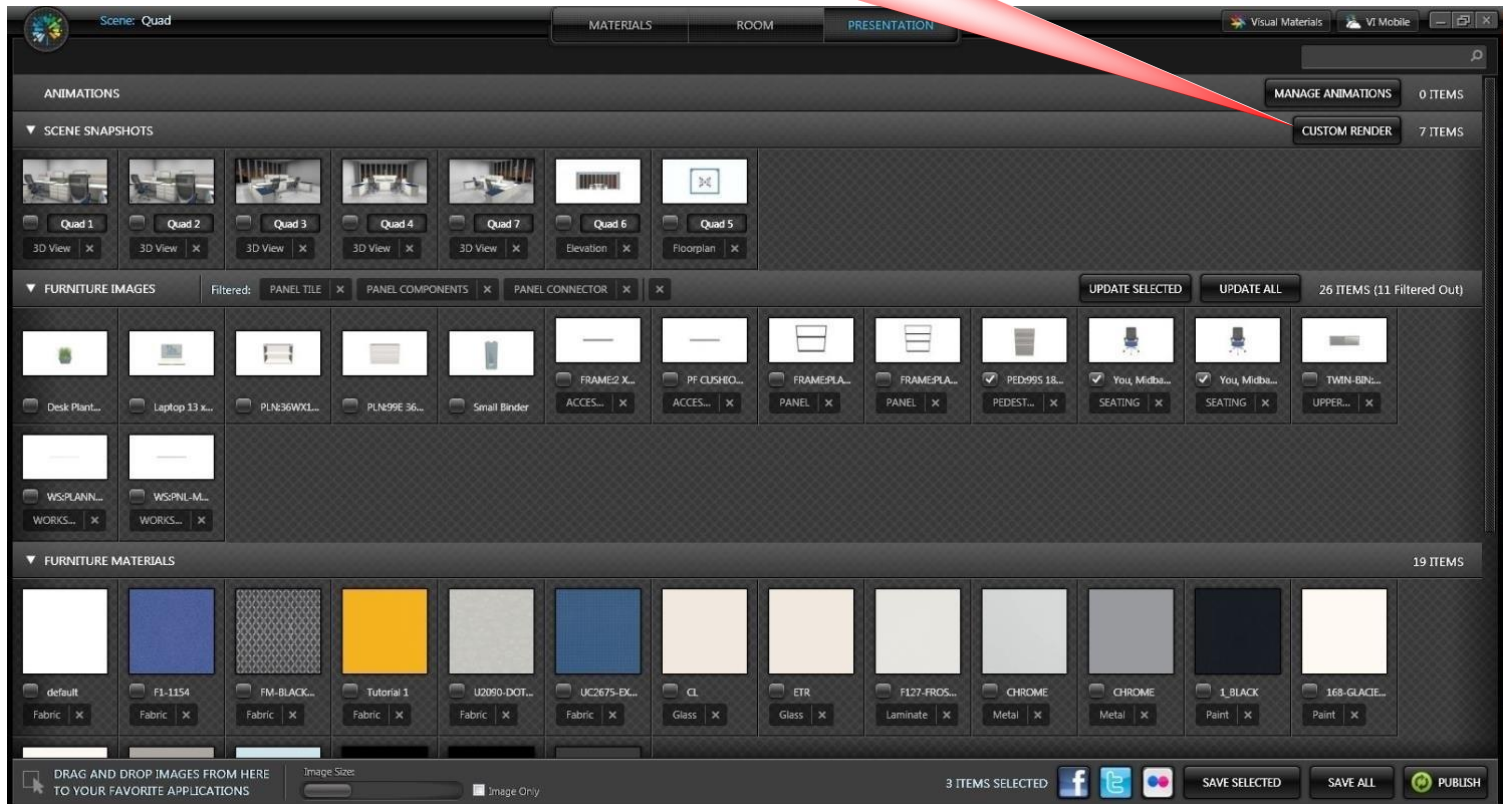 Scene: Quad
MATERIALS ROOM PRESENTATION
Visual Materials VI Mobile
ANIMATIONS MANAGE ANIMATIONS 0 ITEMS
SCENE SNAPSHOTS CUSTOM RENDER 7 ITEMS
Quad 1 Quad 2 Quad 3 Quad 4 Quad 7 Quad 6 Quad 5
3D View 3D View 3D View 3D View 3D View Elevation Floorplan
FURNITURE IMAGES Filtered: PANEL TILE PANEL COMPONENTS PANEL CONNECTOR UPDATE SELECTED UPDATE ALL 26 ITEMS (11 Filtered Out)
Desk Plant... Laptop 13 x... PLN:36WX1... PLN:99E 36... Small Binder FRAME:2 X... PF CUSHIO... FRAME:PLA... FRAME:PLA... PED:99S 18... You, Midba... You, Midba... TWIN-BIN:...
ACCES... ACCES... PANEL PANEL PEDEST... SEATING SEATING UPPER...
WS:PLANN... WS:PNL-M...
WORKS... WORKS...
FURNITURE MATERIALS 19 ITEMS
default F1-1154 FM-BLACK... Tutorial 1 U2090-DOT... UC2675-EX... CL ETR F127-FROS... CHROME CHROME 1_BLACK 168-GLACIE...
Fabric Fabric Fabric Fabric Fabric Fabric Glass Glass Laminate Metal Metal Paint Paint
DRAG AND DROP IMAGES FROM HERE
TO YOUR FAVORITE APPLICATIONS
Image Size:
Image Only
3 ITEMS SELECTED SAVE SELECTED SAVE ALL PUBLISH